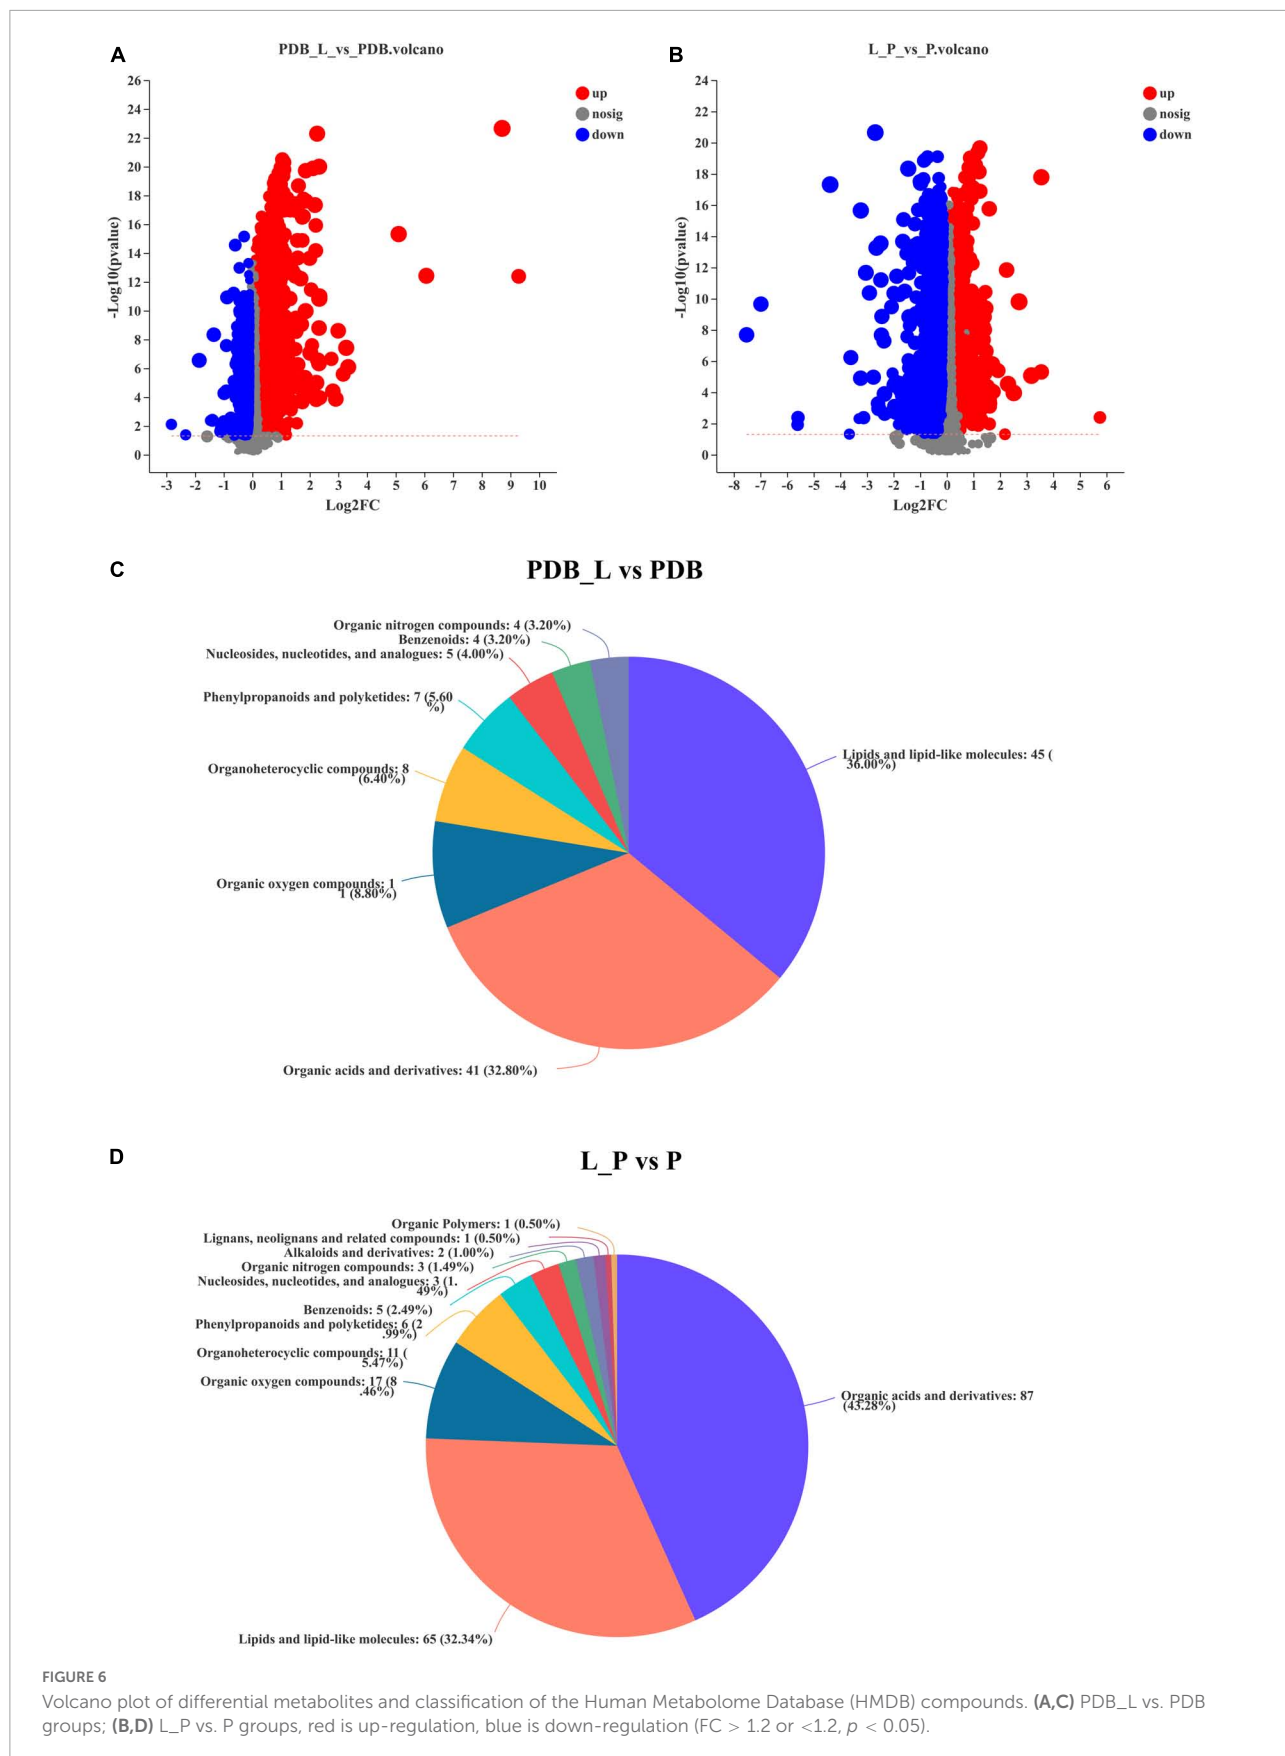 A
PDB_L_vs_PDB.volcano
26
24
22
20
18
16
14
12
10
8
6
4
2
0
-Log10(pvalue)
-3 -2 -1 0 1 2 3 4 5 6 7 8 9 10
Log2FC
up
nosig
down
B
L_P_vs_P.volcano
24
22
20
18
16
14
12
10
8
6
4
2
0
-Log10(pvalue)
-8 -7 -6 -5 -4 -3 -2 -1 0 1 2 3 4 5 6
Log2FC
up
nosig
down
C
PDB_L vs PDB
Organic nitrogen compounds: 4 (3.20%)
Benzenoids: 4 (3.20%)
Nucleosides, nucleotides, and analogues: 5 (4.00%)
Phenylpropanoids and polyketides: 7 (5.60
%)
Lipids and lipid-like molecules: 45 (
36.00%)
Organoheterocyclic compounds: 8
(6.40%)
Organic oxygen compounds: 1
1 (8.80%)
Organic acids and derivatives: 41 (32.80%)
D
L_P vs P
Organic Polymers: 1 (0.50%)
Lignans, neolignans and related compounds: 1 (0.50%)
Alkaloids and derivatives: 2 (1.00%)
Organic nitrogen compounds: 3 (1.49%)
Nucleosides, nucleotides, and analogues: 3 (1.
49%)
Benzenoids: 5 (2.49%)
Phenylpropanoids and polyketides: 6 (2
.99%)
Organoheterocyclic compounds: 11 (
5.47%)
Organic oxygen compounds: 17 (8
.46%)
Organic acids and derivatives: 87
(43.28%)
Lipids and lipid-like molecules: 65 (32.34%)
FIGURE 6
Volcano plot of differential metabolites and classification of the Human Metabolome Database (HMDB) compounds. (A,C) PDB_L vs. PDB
groups; (B,D) L_P vs. P groups, red is up-regulation, blue is down-regulation (FC > 1.2 or <1.2, p < 0.05).